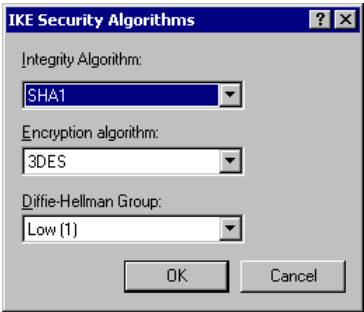 IKE Security Algorithms
Integrity Algorithm:
SHA1
Encryption algorithm:
3DES
Diffie-Hellman Group:
Low (1)
OK Cancel